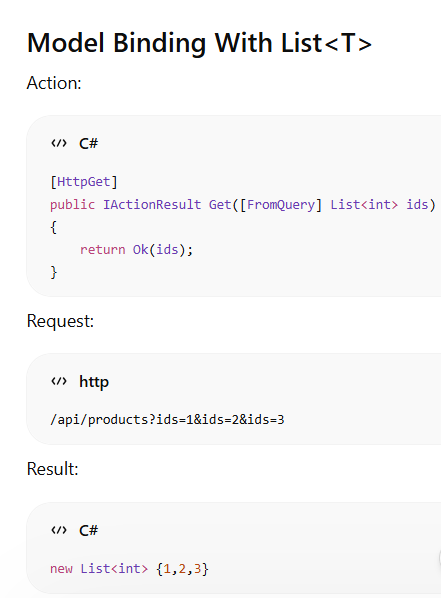 Model Binding With List<T>
Action:
</> C#
[HttpGet]
public IActionResult Get([FromQuery] List<int> ids)
{
    return Ok(ids);
}
Request:
</> http
/api/products?ids=1&ids=2&ids=3
Result:
</> C#
new List<int> {1,2,3}